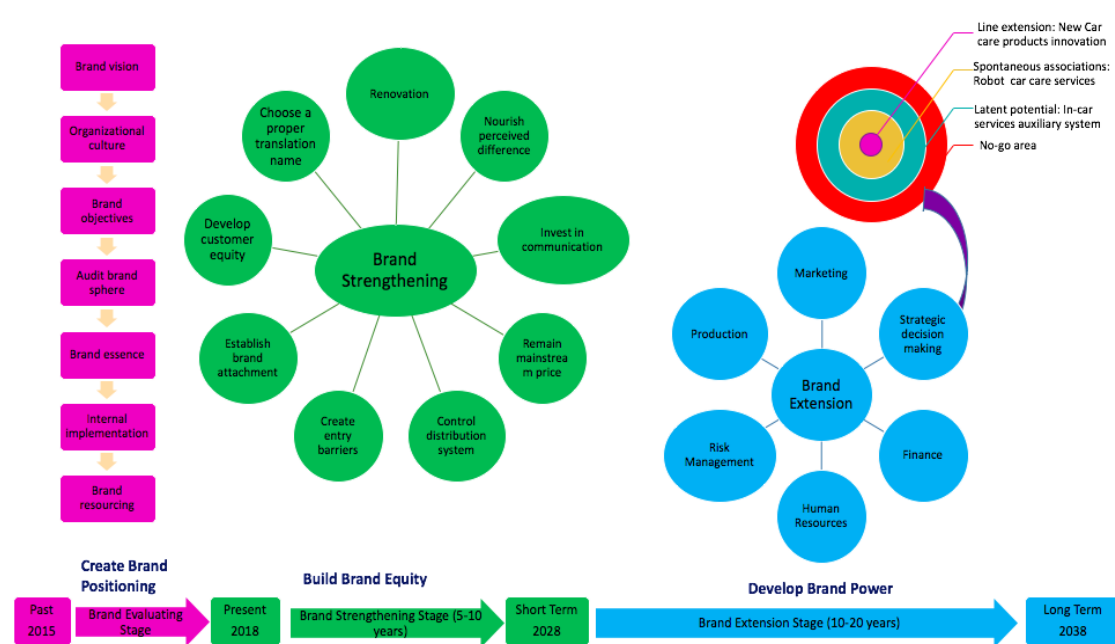 Brand vision
Organizational
culture
Brand
objectives
Audit brand
sphere
Brand essence
Internal
implementation
Brand
resourcing
Renovation
Choose a
proper
translation
name
Nourish
perceived
difference
Develop
customer
equity
Invest in
communication
Brand
Strengthening
Establish
brand
attachment
Remain
mainstrea
m price
Create
entry
barriers
Control
distribution
system
Line extension: New Car
care products innovation
Spontaneous associations:
Robot car care services
Latent potential: In-car
services auxiliary system
No-go area
Marketing
Production
Strategic
decision
making
Brand
Extension
Risk
Management
Finance
Human
Resources
Create Brand
Positioning
Build Brand Equity
Develop Brand Power
Past
2015
Brand Evaluating
Stage
Present
2018
Brand Strengthening Stage (5-10
years)
Short Term
2028
Brand Extension Stage (10-20 years)
Long Term
2038